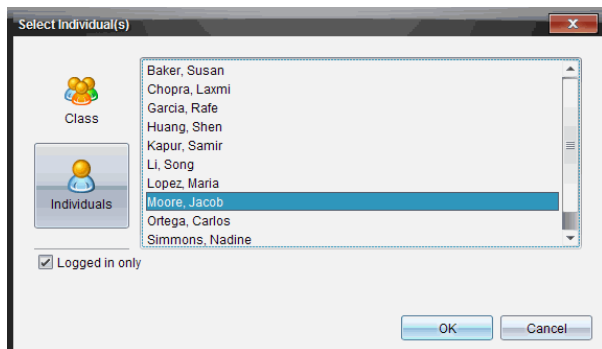 Select Individual(s)
Class
Individuals
Logged in only
Baker, Susan
Chopra, Laxmi
Garcia, Rafe
Huang, Shen
Kapur, Samir
Li, Song
Lopez, Maria
Moore, Jacob
Ortega, Carlos
Simmons, Nadine
OK
Cancel